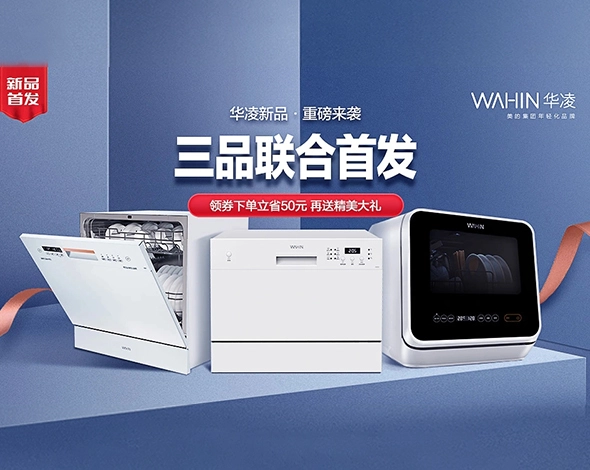 新品
首发
WAHIN 华凌
美的集团年轻化品牌
华凌新品·重磅来袭
三品联合首发
领券下单立省50元 再送精美大礼
WAHIN
WAHIN